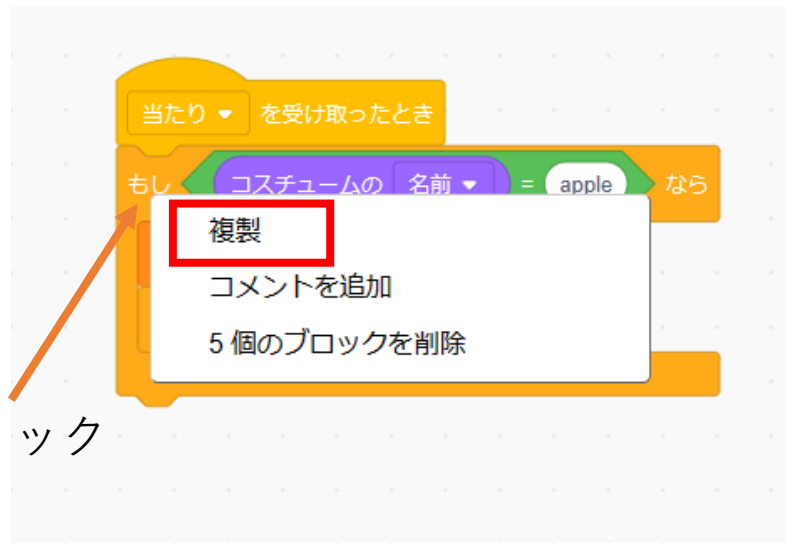 当たり を受け取ったとき
もし コスチュームの 名前 = apple なら
複製
コメントを追加
5 個のブロックを削除
ック